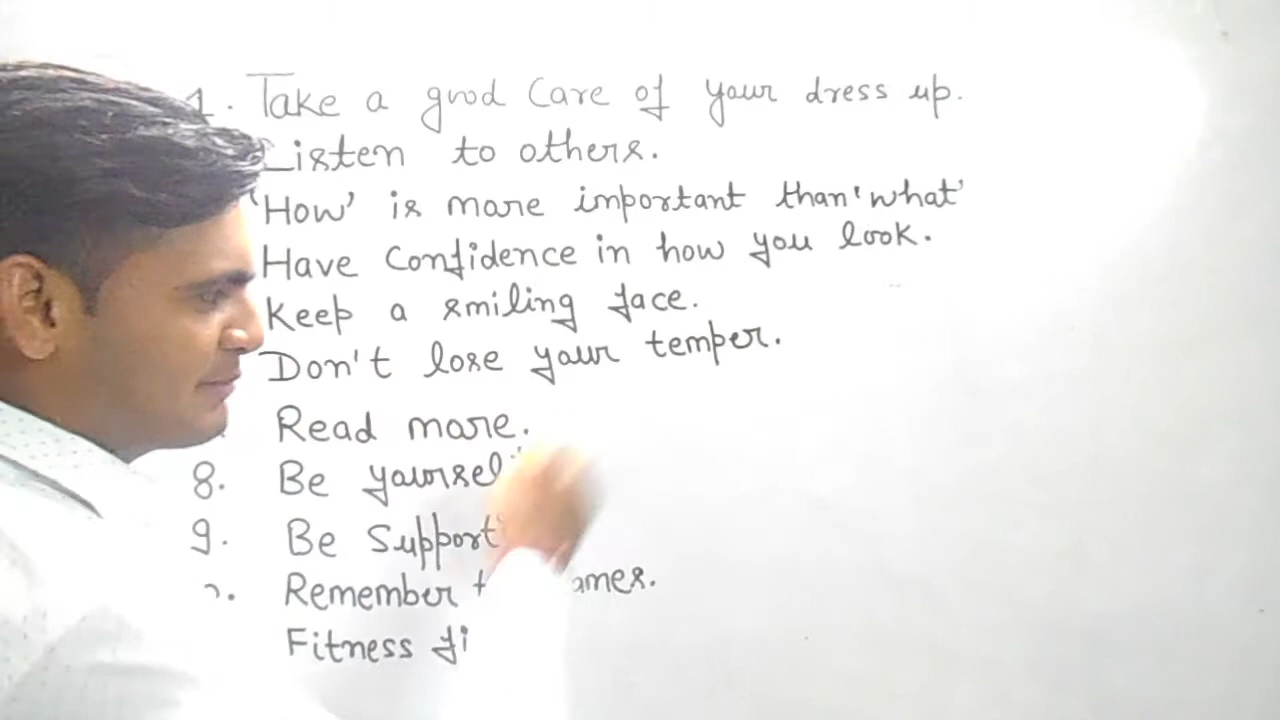 1. Take a good Care of your dress up.
Listen to others.
'How' is more important than 'what'
Have Confidence in how you look.
Keep a smiling face.
Don't lose your temper.
Read more.
8. Be
9. Be
Remember
Fitness